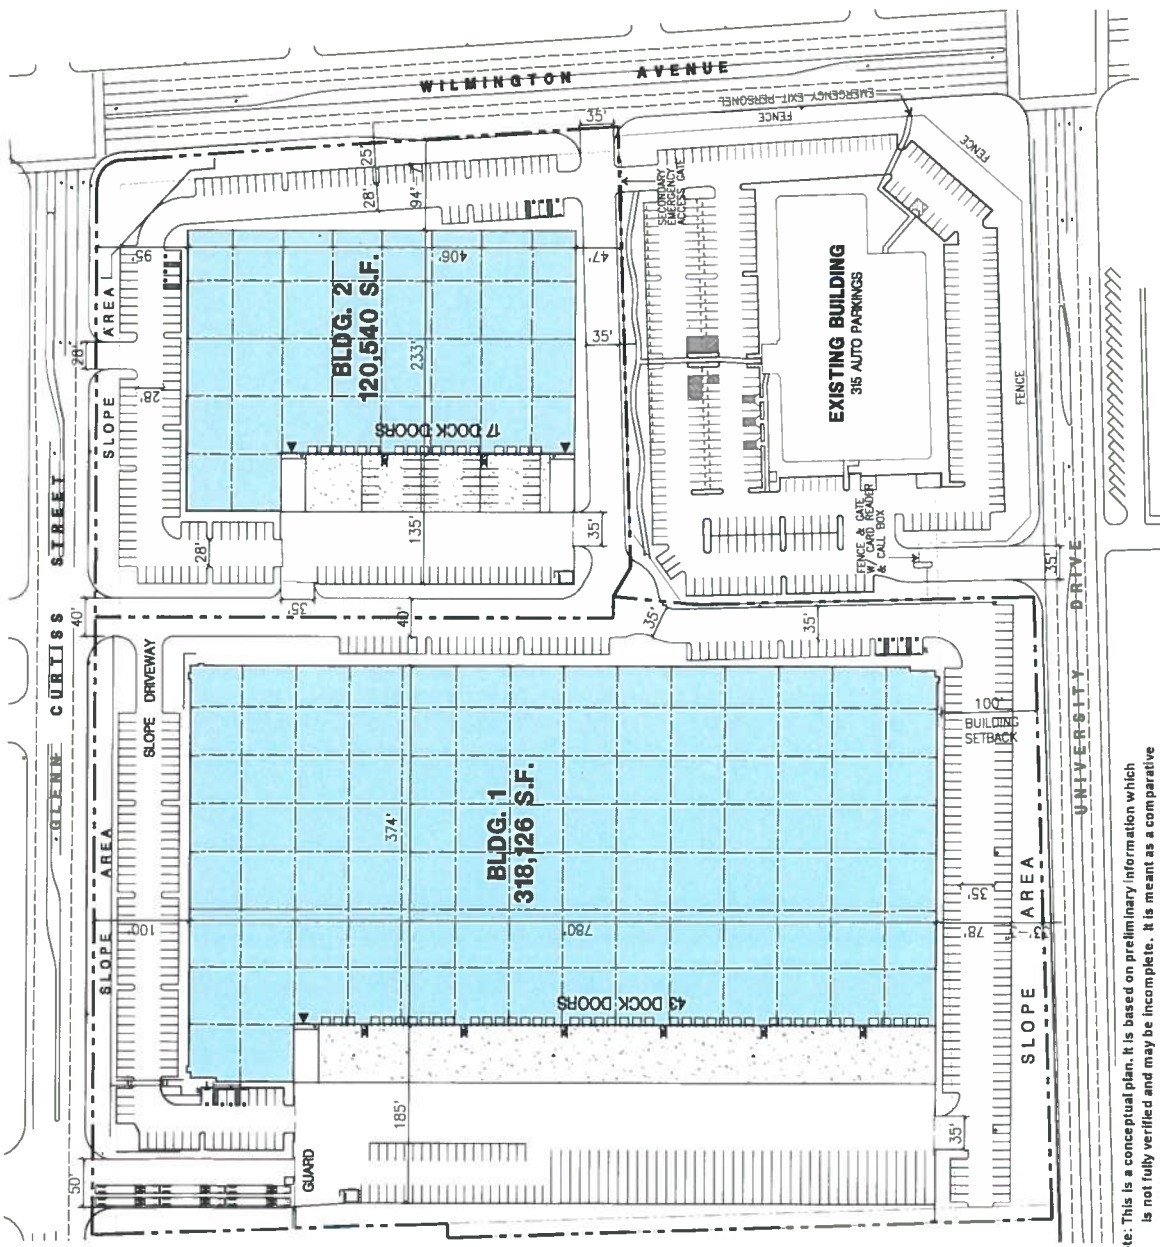 WILMINGTON AVENUE
EMERGENCY EXIT PERSONEL
FENCE
FENCE
35'
25'
28'
94'
SECONDARY
EMERGENCY
ACCESS GATE
SLOPE AREA
95'
28'
28'
406'
47'
BLDG. 2
120,540 S.F.
233'
35'
17 DOCK DOORS
EXISTING BUILDING
315 AUTO PARKINGS
FENCE
FENCE & GATE
W/ CARD READER
& CALL BOX
135'
28'
35'
35'
35'
40'
40'
35'
35'
GLENN CURTISS STREET
UNIVERSITY DRIVE
SLOPE DRIVEWAY
100'
BUILDING
SETBACK
374'
BLDG. 1
318,126 S.F.
SLOPE AREA
100'
780'
78'
35'
SLOPE AREA
43 DOCK DOORS
185'
35'
50'
GUARD
te: This is a conceptual plan. It is based on preliminary information which
is not fully verified and may be incomplete. It is meant as a comparative